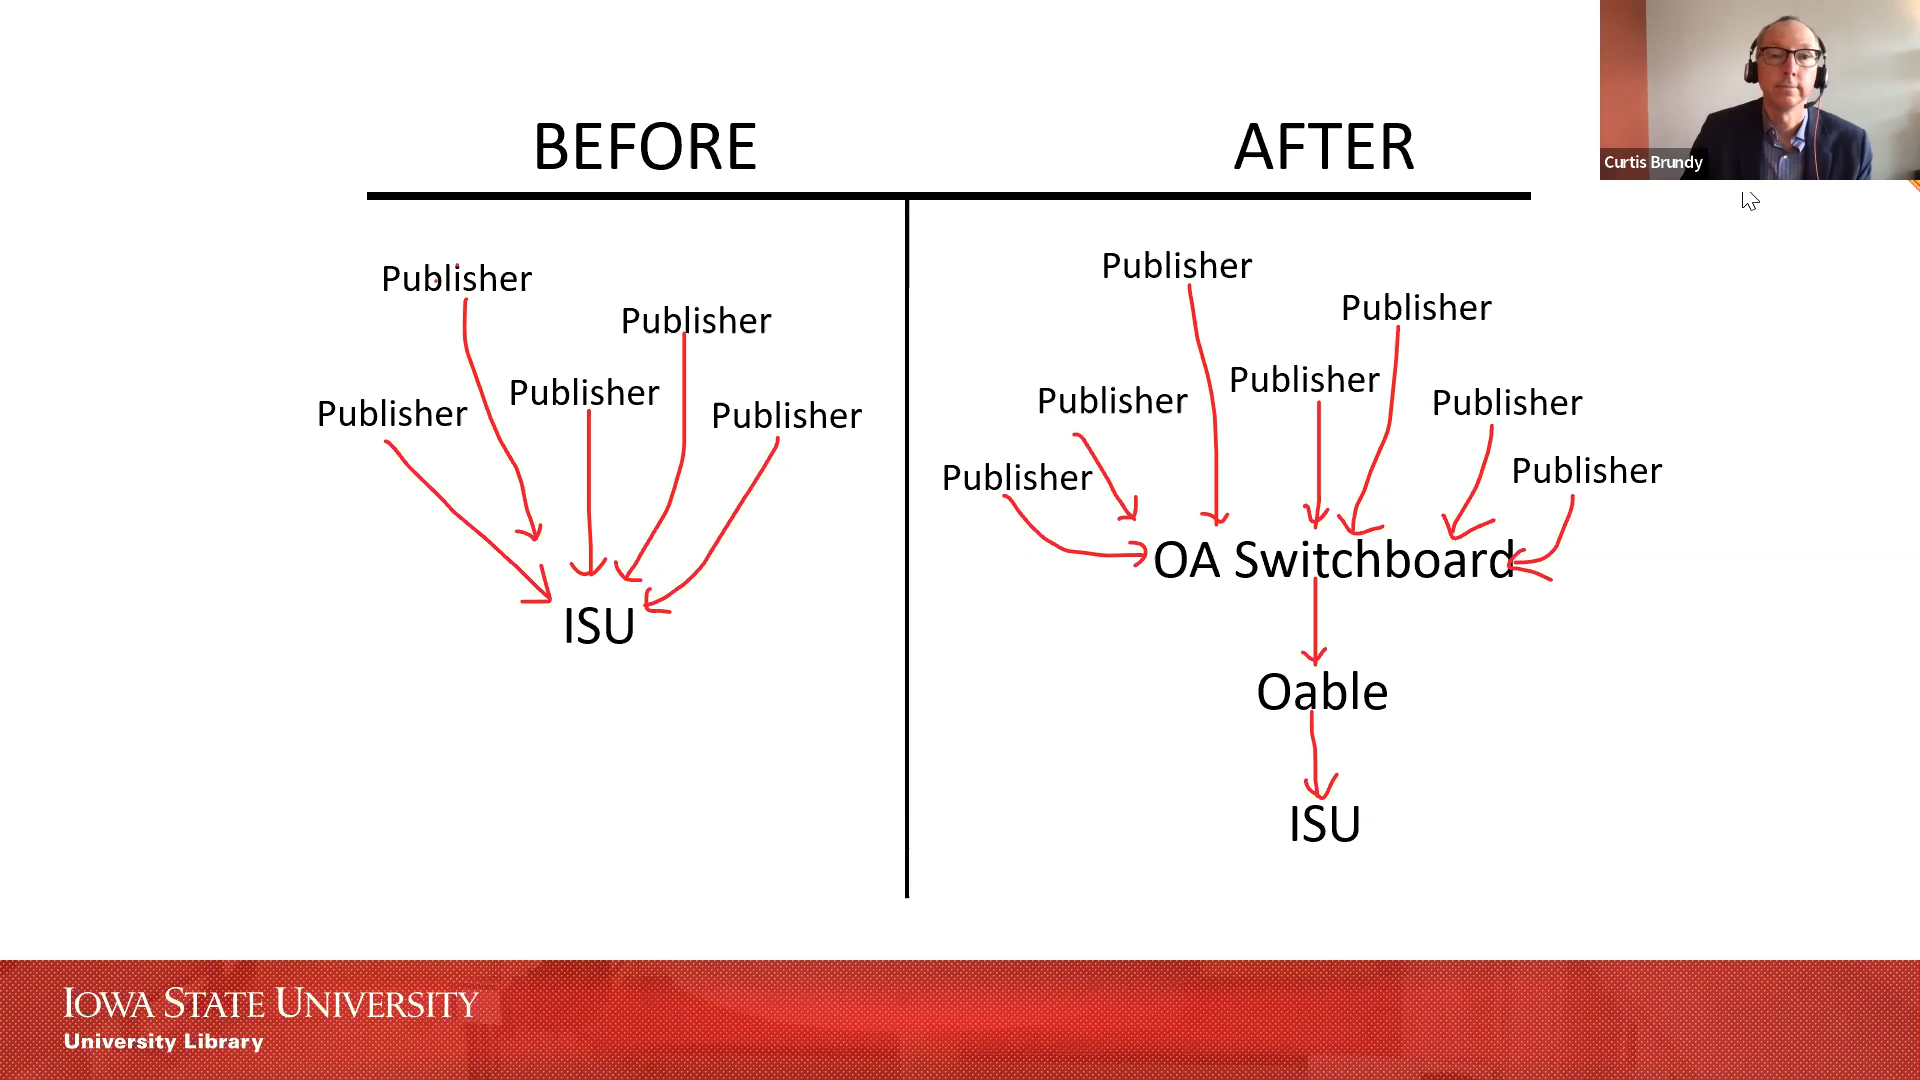 BEFORE
AFTER
Curtis Brundy
Publisher
Publisher
Publisher
Publisher
Publisher
ISU
Publisher
Publisher
Publisher
Publisher
Publisher
Publisher
Publisher
OA Switchboard
Oable
ISU
IOWA STATE UNIVERSITY
University Library